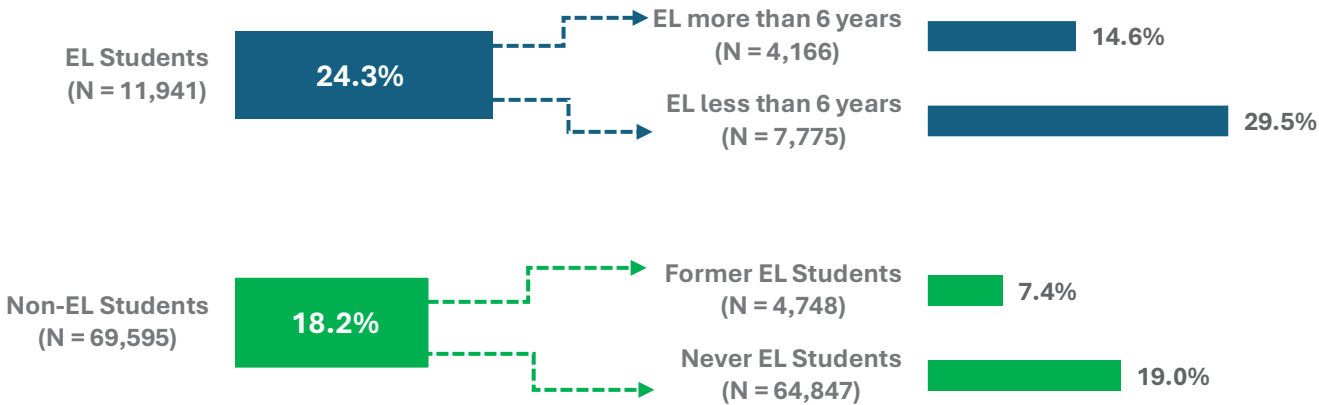 EL Students
(N = 11,941)
24.3%
EL more than 6 years
(N = 4,166)
14.6%
EL less than 6 years
(N = 7,775)
29.5%
Non-EL Students
(N = 69,595)
18.2%
Former EL Students
(N = 4,748)
7.4%
Never EL Students
(N = 64,847)
19.0%